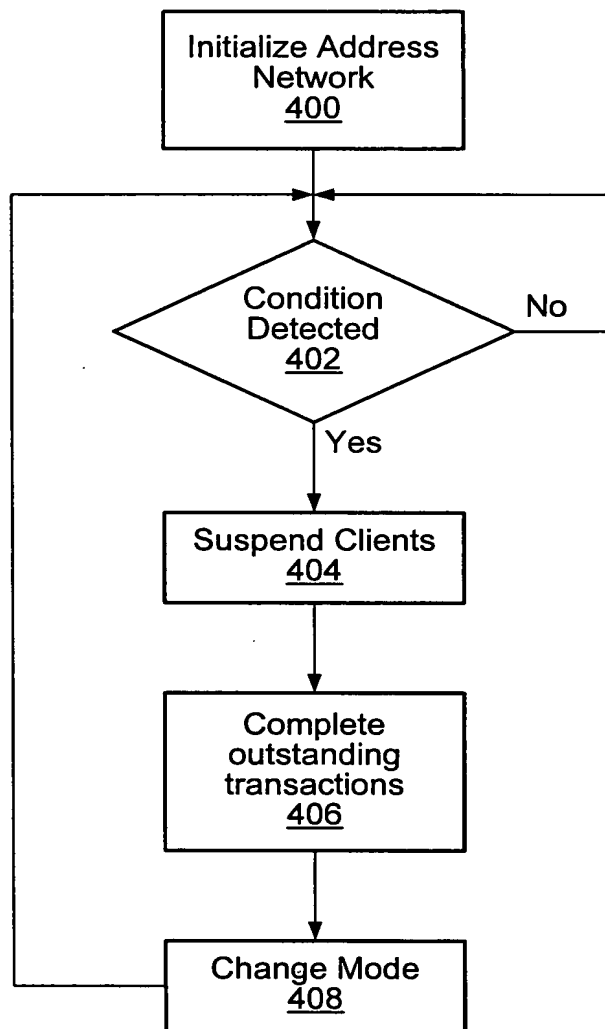 Initialize Address
Network
400
Condition
Detected
402
No
Yes
Suspend Clients
404
Complete
outstanding
transactions
406
Change Mode
408